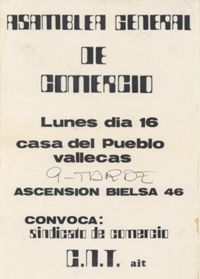 ASAMBLEA GENERAL
DE
COMERCIO
Lunes dia 16
casa del Pueblo
vallecas
9-TARDE
ASCENSION BIELSA 46
CONVOCA:
sindicato de comercio
C.N.T. ait